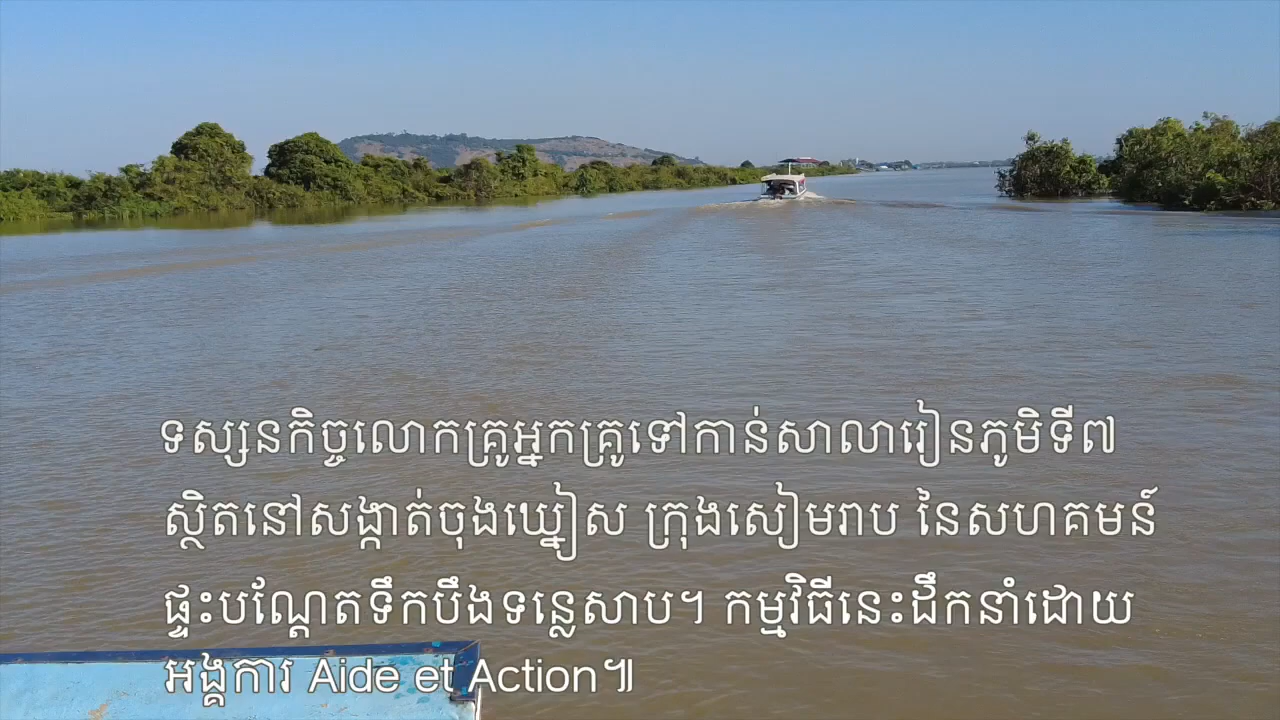 ទស្សនកិច្ចលោកគ្រូអ្នកគ្រូទៅកាន់សាលារៀនភូមិទី៧
ស្ថិតនៅសង្កាត់ចុងឃ្នៀស ក្រុងសៀមរាប នៃសហគមន៍
ផ្ទះបណ្ដែតទឹកបឹងទន្លេសាប។ កម្មវិធីនេះដឹកនាំដោយ
អង្គការ Aide et Action៕